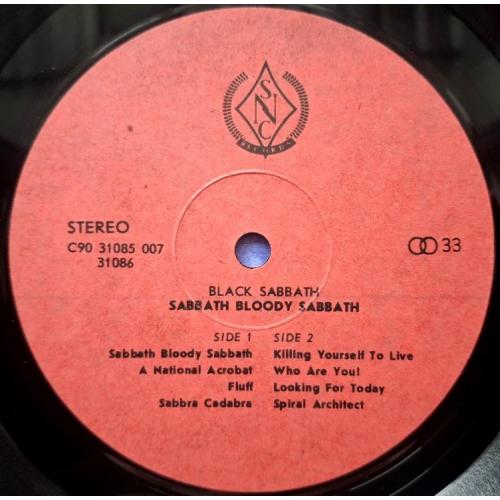 SNC
RECORDS
STEREO
C90 31085 007
31086
33
BLACK SABBATH
SABBATH BLOODY SABBATH
SIDE 1 SIDE 2
Sabbath Bloody Sabbath Killing Yourself To Live
A National Acrobat Who Are You!
Fluff Looking For Today
Sabbra Cadabra Spiral Architect